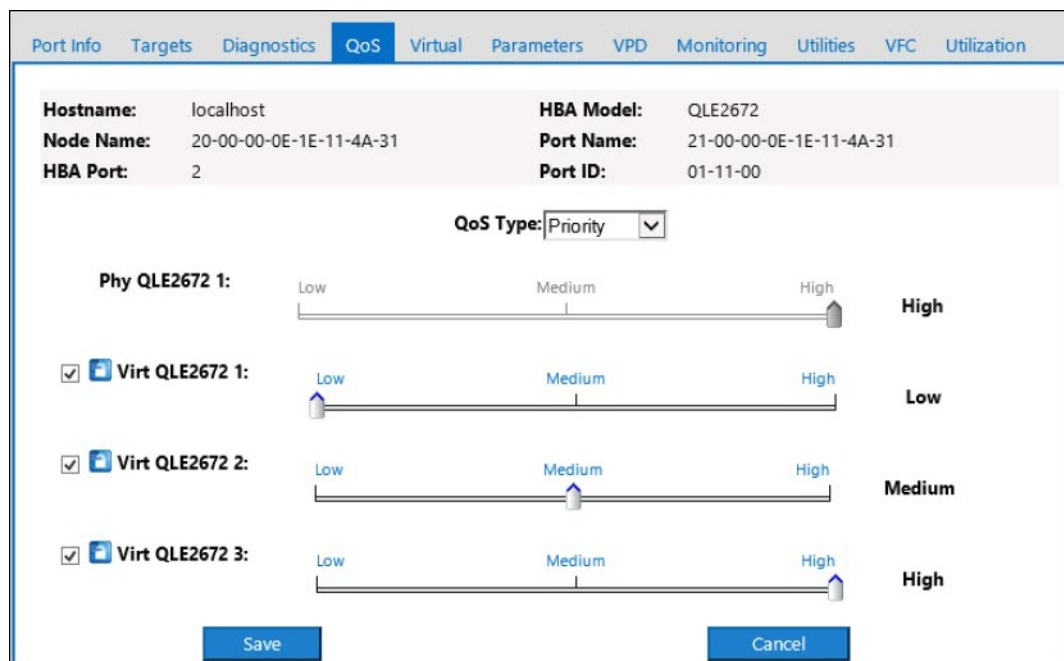 Port Info Targets Diagnostics QoS Virtual Parameters VPD Monitoring Utilities VFC Utilization
Hostname: localhost HBA Model: QLE2672
Node Name: 20-00-00-0E-1E-11-4A-31 Port Name: 21-00-00-0E-1E-11-4A-31
HBA Port: 2 Port ID: 01-11-00
QoS Type: Priority
Phy QLE2672 1: Low Medium High High
Virt QLE2672 1: Low Medium High Low
Virt QLE2672 2: Low Medium High Medium
Virt QLE2672 3: Low Medium High High
Save Cancel